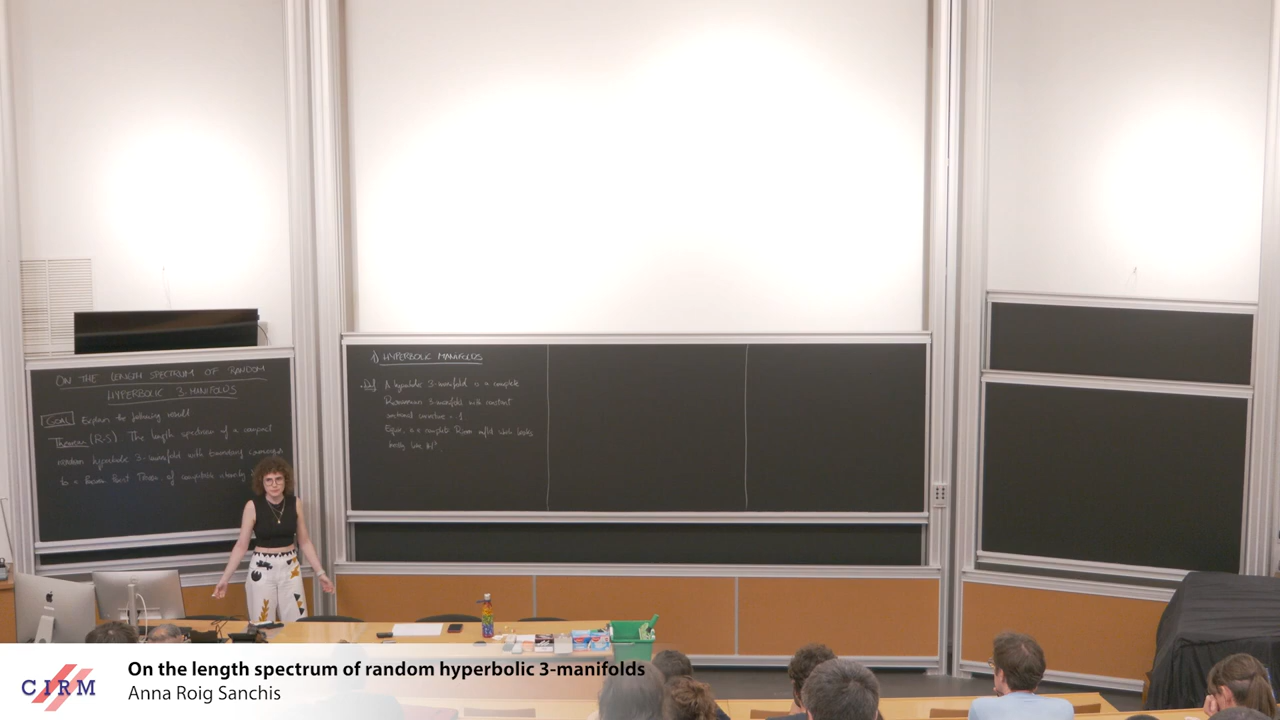 ON THE LENGTH SPECTRUM OF RANDOM
HYPERBOLIC 3-MANIFOLDS
GOAL Explain the following result
Theorem (R-S). The length spectrum of a compact
random hyperbolic 3-manifold with boundary converges
to a Point Proces of
1) HYPERBOLIC MANIFOLDS
• Def A hyperbolic 3-manifold is a complete
Riemannian 3-manifold with constant
sectional curvature -1
Equiv, is a complete Riem mfld which looks
locally like H³.
CIRM
On the length spectrum of random hyperbolic 3-manifolds
Anna Roig Sanchis